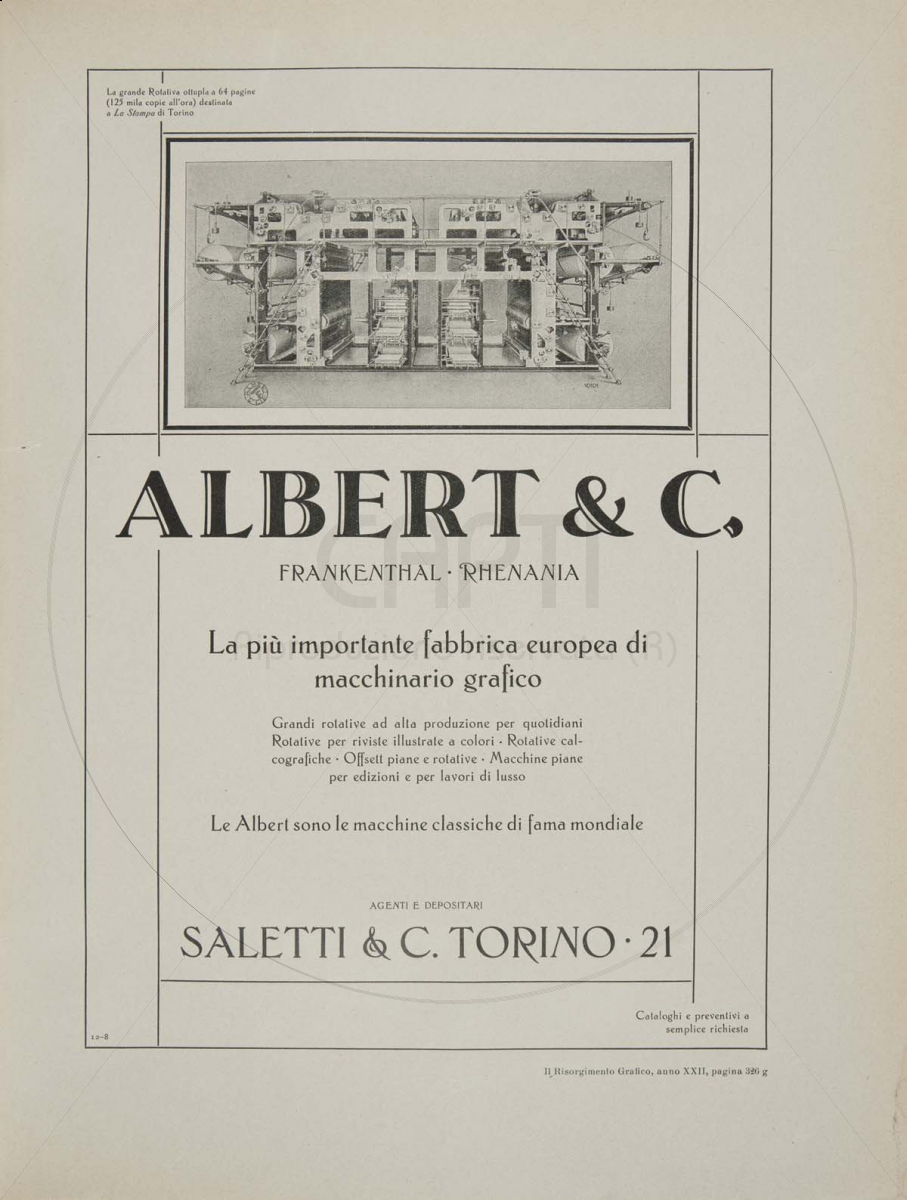 La grande Rotativa ottupla a 64 pagine
(125 mila copie all'ora) destinata
a La Stampa di Torino
ALBERT & C.
FRANKENTHAL · RHENANIA
La più importante fabbrica europea di
macchinario grafico
Grandi rotative ad alta produzione per quotidiani
Rotative per riviste illustrate a colori · Rotative cal-
cografiche · Offsett piane e rotative · Macchine piane
per edizioni e per lavori di lusso
Le Albert sono le macchine classiche di fama mondiale
AGENTI E DEPOSITARI
SALETTI & C. TORINO · 21
Cataloghi e preventivi a
semplice richiesta
12-8
Il Risorgimento Grafico, anno XXII, pagina 326 g
CAPTI
Riproduzione riservata (R)